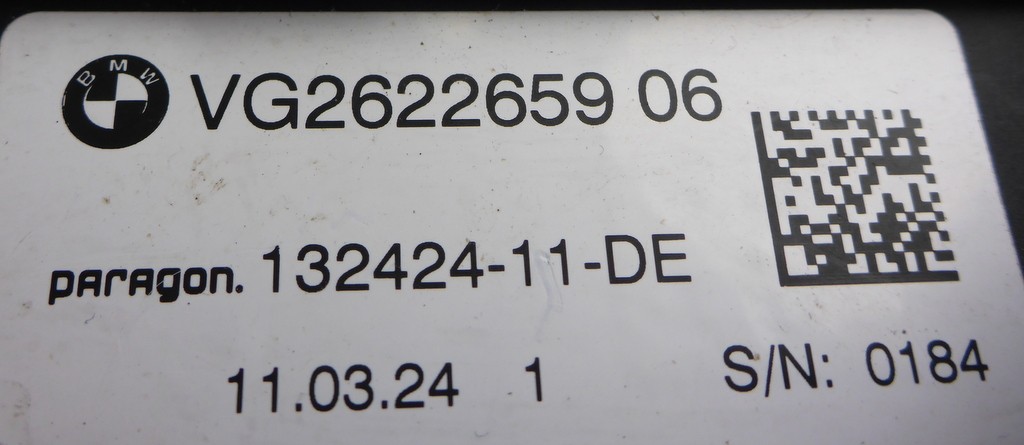 BMW VG2622659 06
paragon. 132424-11-DE
11.03.24 1 S/N: 0184